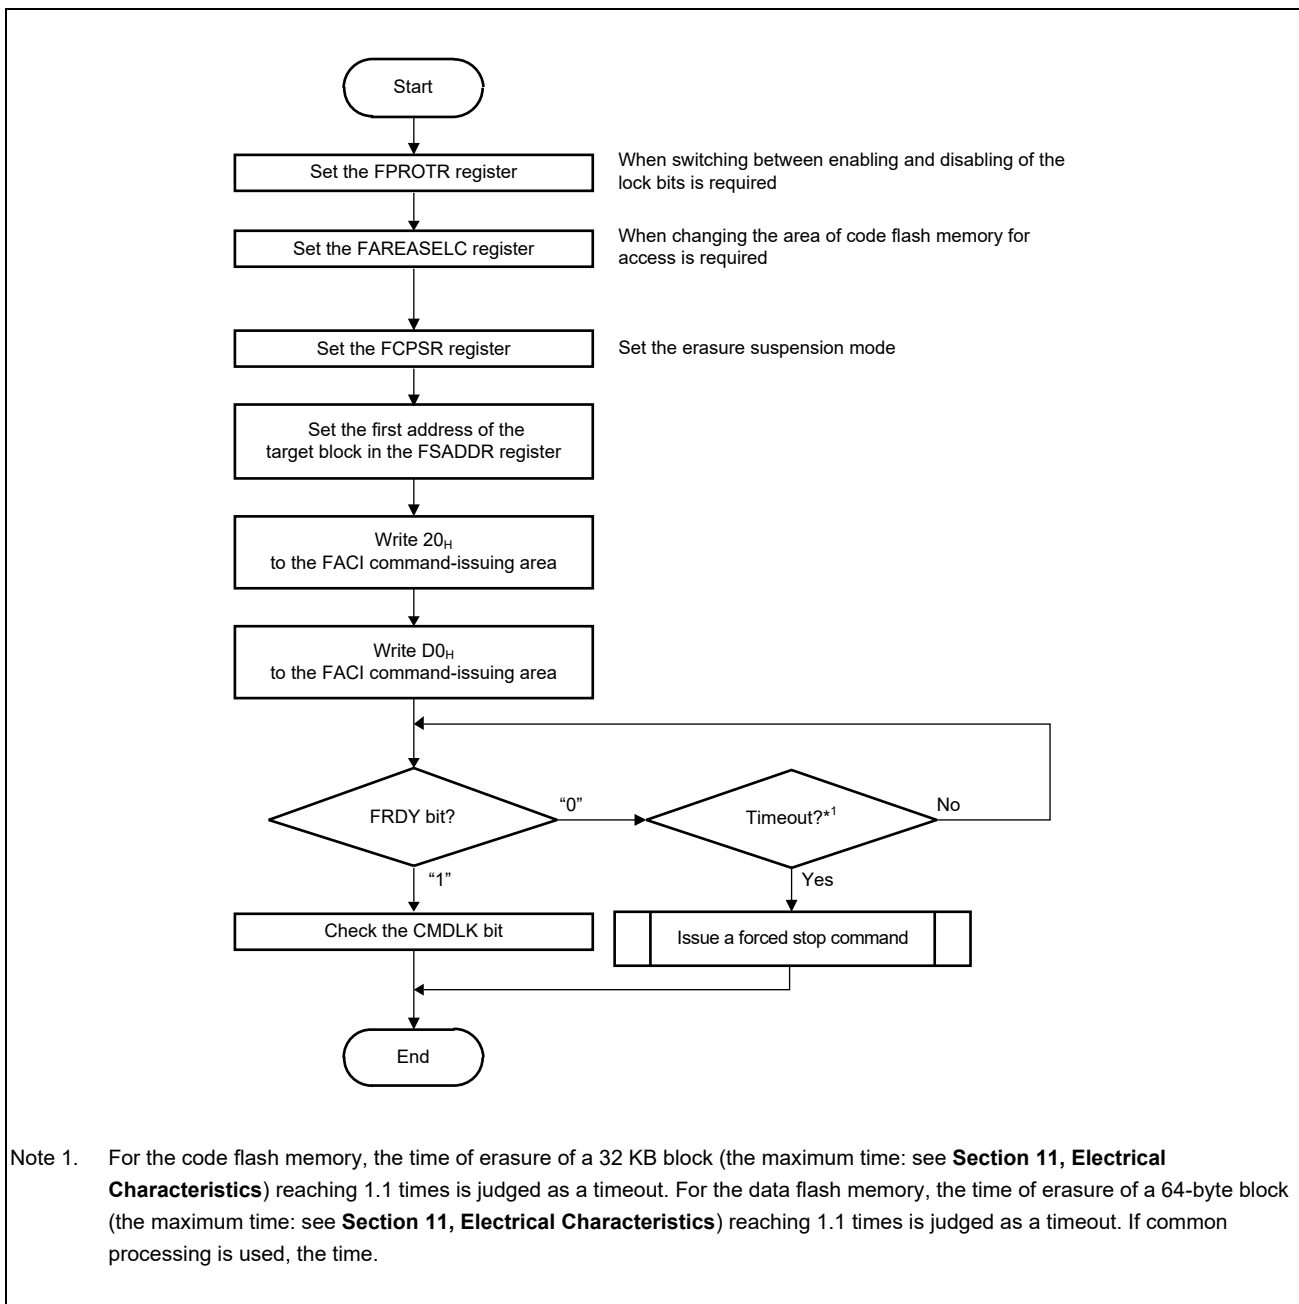 Start
Set the FPROTR register
When switching between enabling and disabling of the
lock bits is required
Set the FAREASELC register
When changing the area of code flash memory for
access is required
Set the FCPSR register
Set the erasure suspension mode
Set the first address of the
target block in the FSADDR register
Write 20H
to the FACI command-issuing area
Write D0H
to the FACI command-issuing area
FRDY bit?
“0”
Timeout?*1
No
“1”
Yes
Check the CMDLK bit
Issue a forced stop command
End
Note 1. For the code flash memory, the time of erasure of a 32 KB block (the maximum time: see Section 11, Electrical
Characteristics) reaching 1.1 times is judged as a timeout. For the data flash memory, the time of erasure of a 64-byte block
(the maximum time: see Section 11, Electrical Characteristics) reaching 1.1 times is judged as a timeout. If common
processing is used, the time.